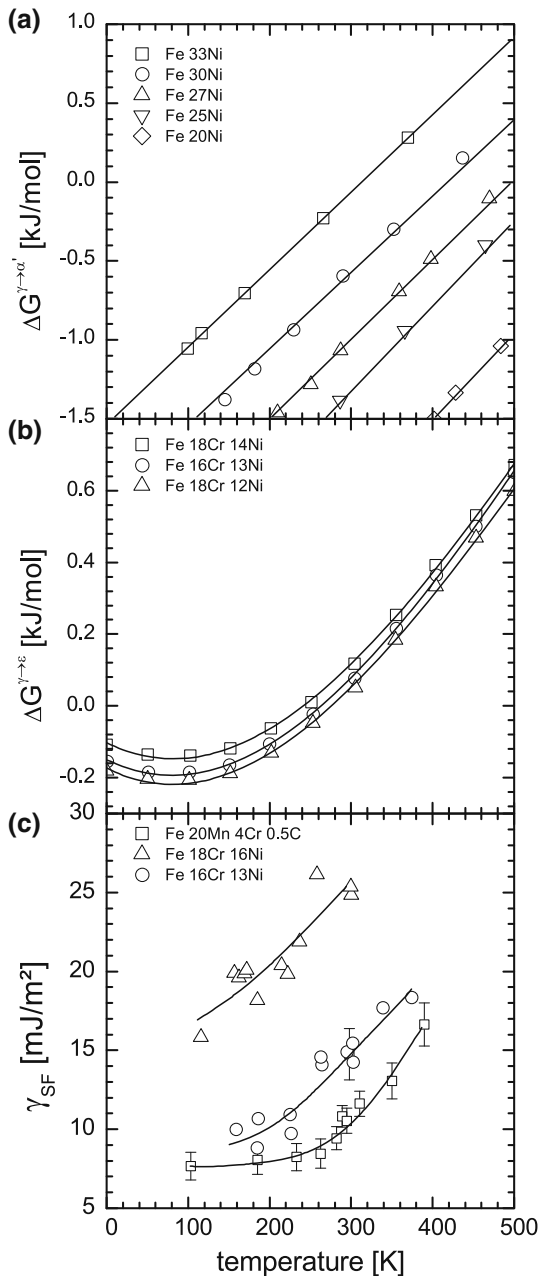 (a)
1.0
0.5
0.0
-0.5
-1.0
-1.5
ΔG^γ→α' [kJ/mol]
Fe 33Ni
Fe 30Ni
Fe 27Ni
Fe 25Ni
Fe 20Ni
(b)
0.6
0.4
0.2
0.0
-0.2
ΔG^γ→ε [kJ/mol]
Fe 18Cr 14Ni
Fe 16Cr 13Ni
Fe 18Cr 12Ni
(c)
30
25
20
15
10
5
γSF [mJ/m²]
Fe 20Mn 4Cr 0.5C
Fe 18Cr 16Ni
Fe 16Cr 13Ni
0 100 200 300 400 500
temperature [K]